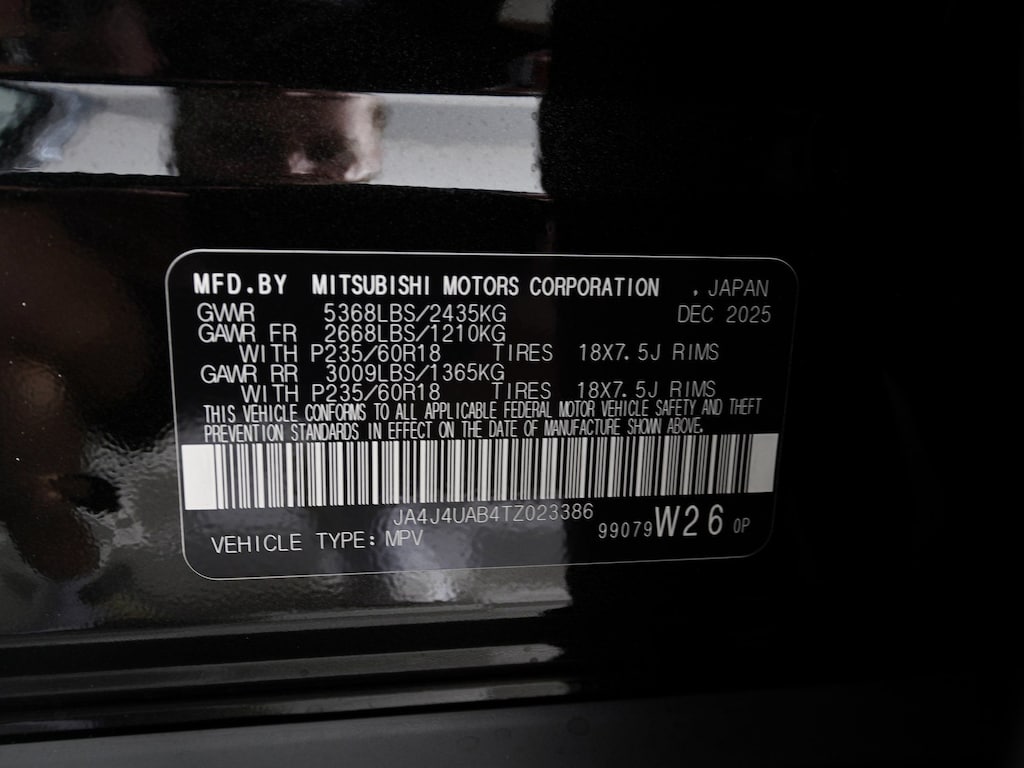 MFD.BY MITSUBISHI MOTORS CORPORATION , JAPAN
GVWR 5368LBS/2435KG DEC 2025
GAWR FR 2668LBS/1210KG
WITH P235/60R18 TIRES 18X7.5J RIMS
GAWR RR 3009LBS/1365KG
WITH P235/60R18 TIRES 18X7.5J RIMS
THIS VEHICLE CONFORMS TO ALL APPLICABLE FEDERAL MOTOR VEHICLE SAFETY AND THEFT
PREVENTION STANDARDS IN EFFECT ON THE DATE OF MANUFACTURE SHOWN ABOVE.
JA4J4UAB4TZ023386
VEHICLE TYPE: MPV 99079 W26 0P